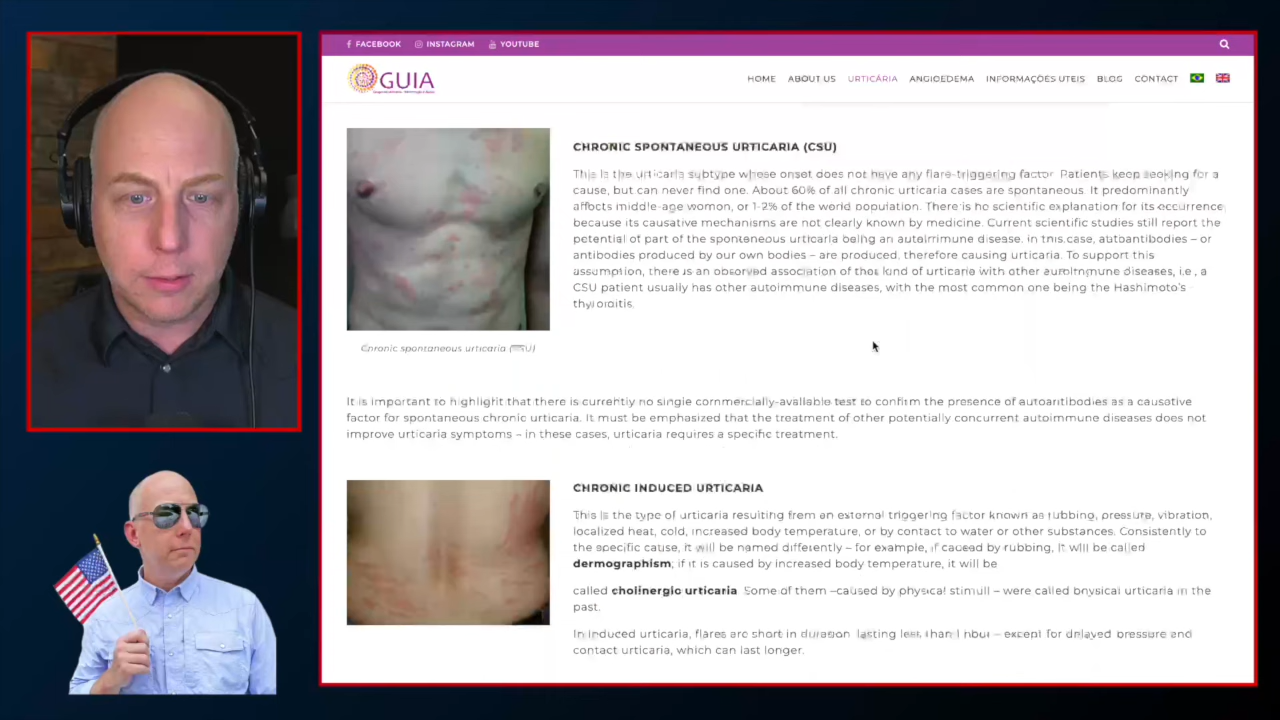 FACEBOOK INSTAGRAM YOUTUBE
GUIA
HOME ABOUT US URTICÁRIA ANGIOEDEMA INFORMAÇÕES UTEIS BLOG CONTACT
CHRONIC SPONTANEOUS URTICARIA (CSU)
This is the urticaria subtype whose onset does not have any flare-triggering factor. Patients keep seeking for a
cause, but can never find one. About 60% of all chronic urticaria cases are spontaneous. It predominantly
affects middle-age women, or 1-2% of the world population. There is no scientific explanation for its occurrence
because its causative mechanisms are not clearly known by medicine. Current scientific studies still report the
potential of part of the spontaneous urticaria being an autoimmune disease. In this case, autoantibodies – or
antibodies produced by our own bodies – are produced, therefore causing urticaria. To support this
assumption, there is an observed association of this kind of urticaria with other autoimmune diseases, i.e., a
CSU patient usually has other autoimmune diseases, with the most common one being the Hashimoto's
thyroiditis.
Chronic spontaneous urticaria (CSU)
It is important to highlight that there is currently no single commercially-available test to confirm the presence of autoantibodies as a causative
factor for spontaneous chronic urticaria. It must be emphasized that the treatment of other potentially concurrent autoimmune diseases does not
improve urticaria symptoms – in these cases, urticaria requires a specific treatment.
CHRONIC INDUCED URTICARIA
This is the type of urticaria resulting from an external triggering factor known as rubbing, pressure, vibration,
localized heat, cold, increased body temperature, or by contact to water or other substances. Consistently to
the specific cause, it will be named differently – for example, if caused by rubbing, it will be called
dermographism; if it is caused by increased body temperature, it will be
called cholinergic urticaria. Some of them –caused by physical stimuli – were called physical urticaria in the
past.
In induced urticaria, flares are short in duration, lasting less than 1 hour – except for delayed pressure and
contact urticaria, which can last longer.